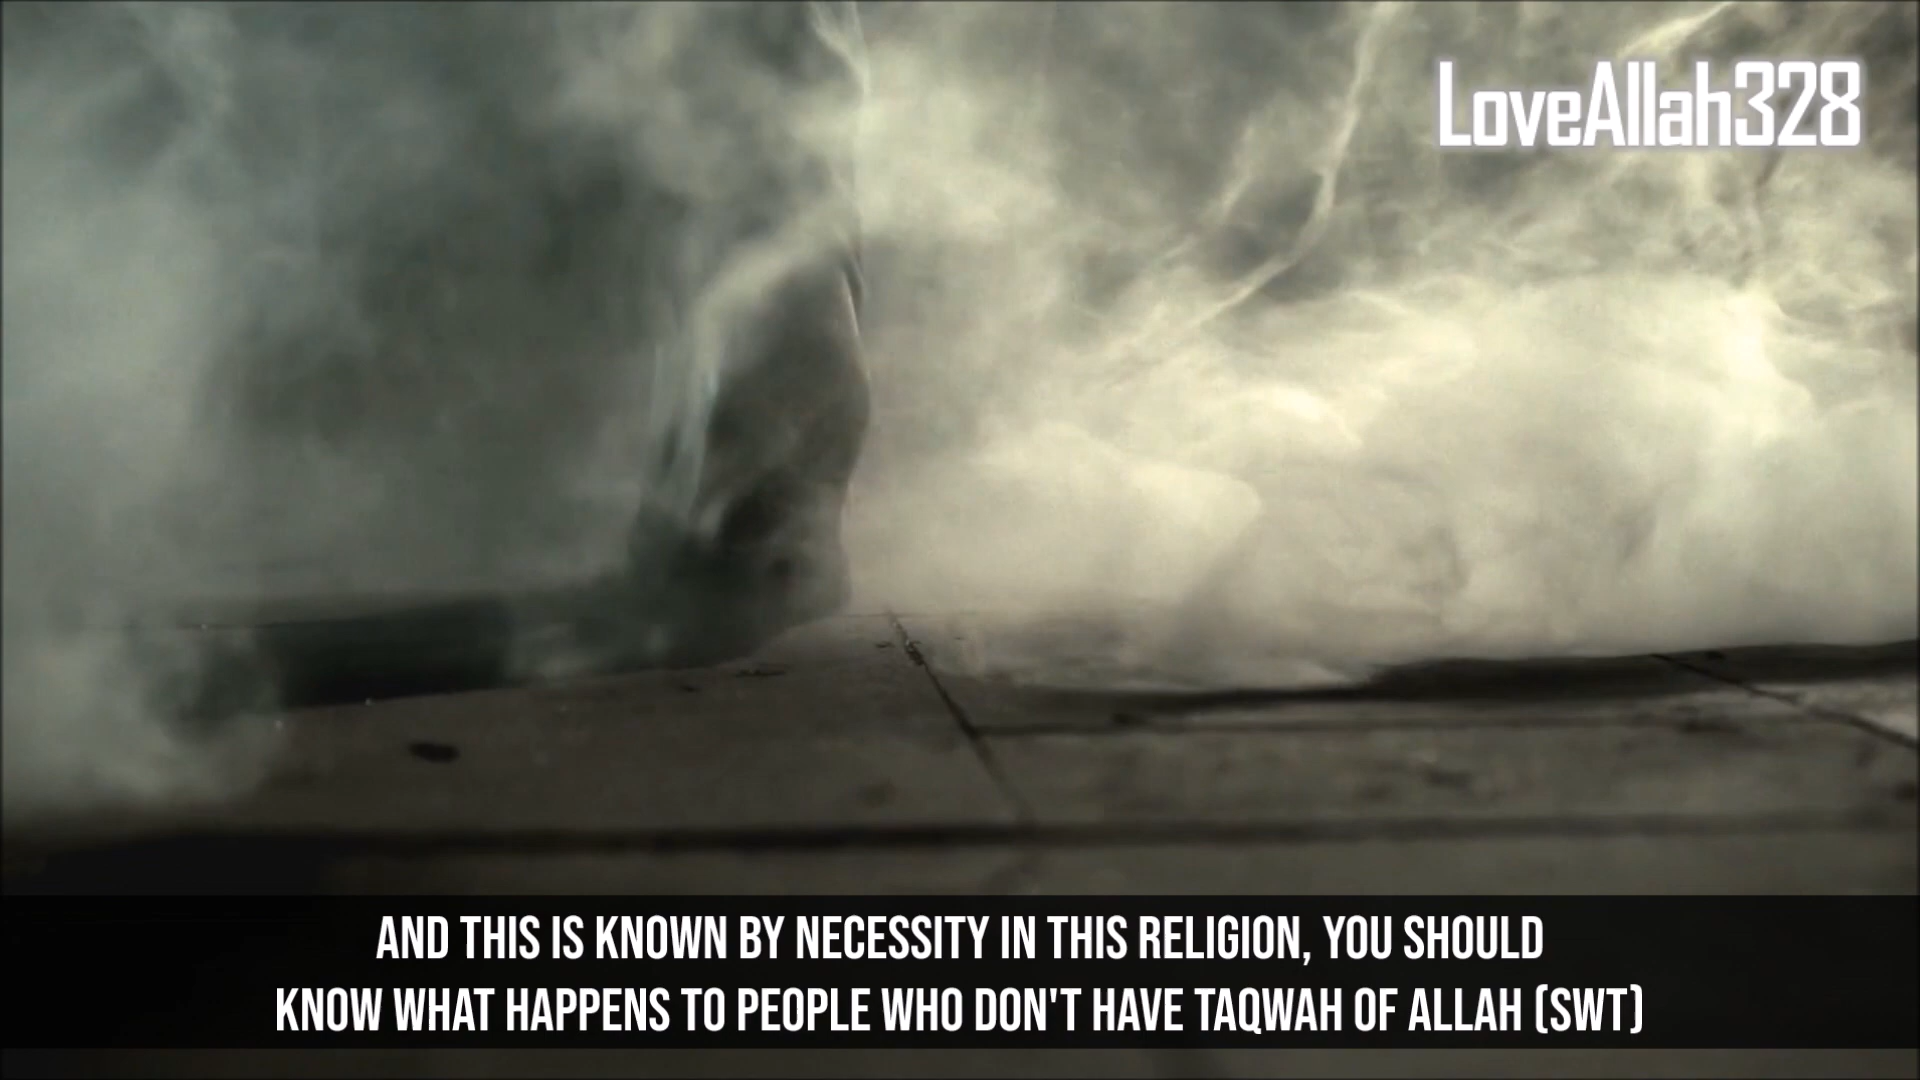 LoveAllah328
AND THIS IS KNOWN BY NECESSITY IN THIS RELIGION, YOU SHOULD
KNOW WHAT HAPPENS TO PEOPLE WHO DON'T HAVE TAQWAH OF ALLAH (SWT)